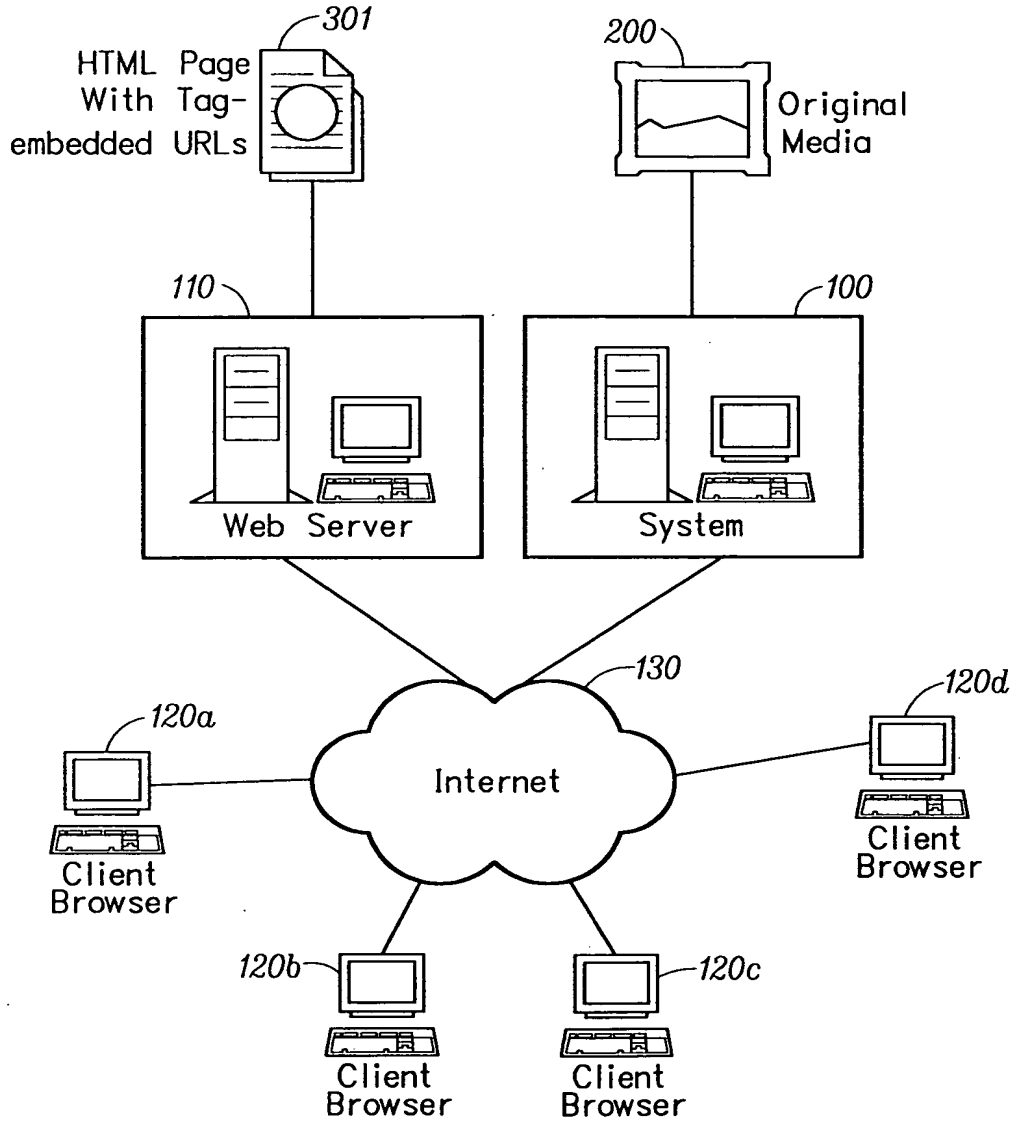 301
HTML Page
With Tag-
embedded URLs
200
Original
Media
110
Web Server
100
System
130
Internet
120a
Client
Browser
120d
Client
Browser
120b
Client
Browser
120c
Client
Browser